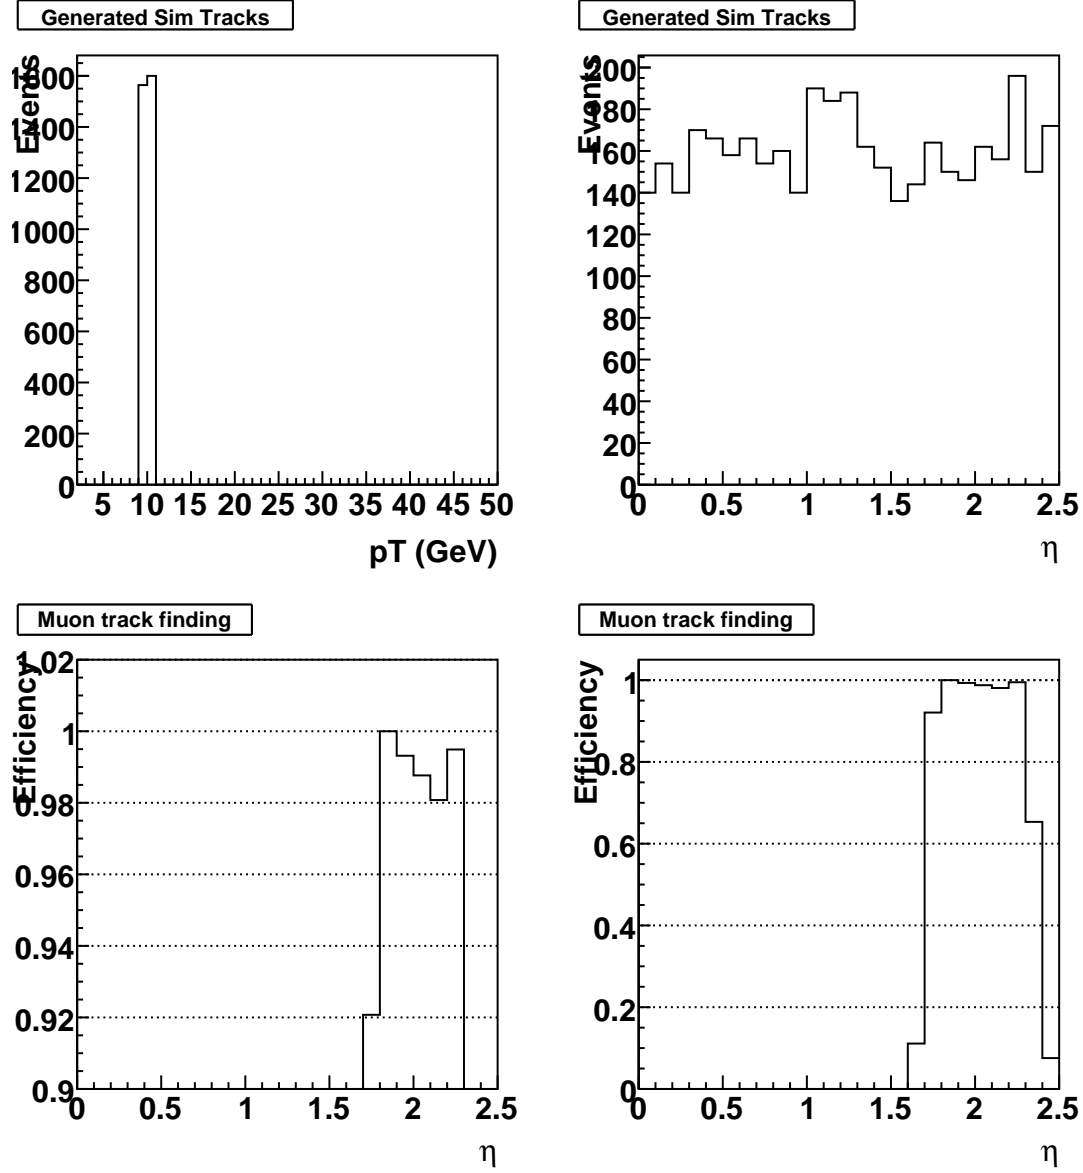 Generated Sim Tracks
Events
1600
1400
1200
1000
800
600
400
200
0
5 10 15 20 25 30 35 40 45 50
pT (GeV)
Generated Sim Tracks
Events
200
180
160
140
120
100
80
60
40
20
0
0 0.5 1 1.5 2 2.5
η
Muon track finding
Efficiency
1.02
1
0.98
0.96
0.94
0.92
0.9
0 0.5 1 1.5 2 2.5
η
Muon track finding
Efficiency
1
0.8
0.6
0.4
0.2
0
0 0.5 1 1.5 2 2.5
η